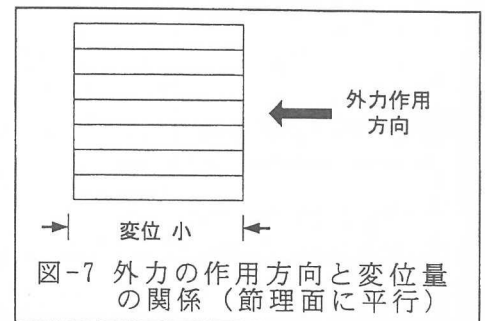 外力作用
方向
変位 小
図-7 外力の作用方向と変位量
の関係（節理面に平行）